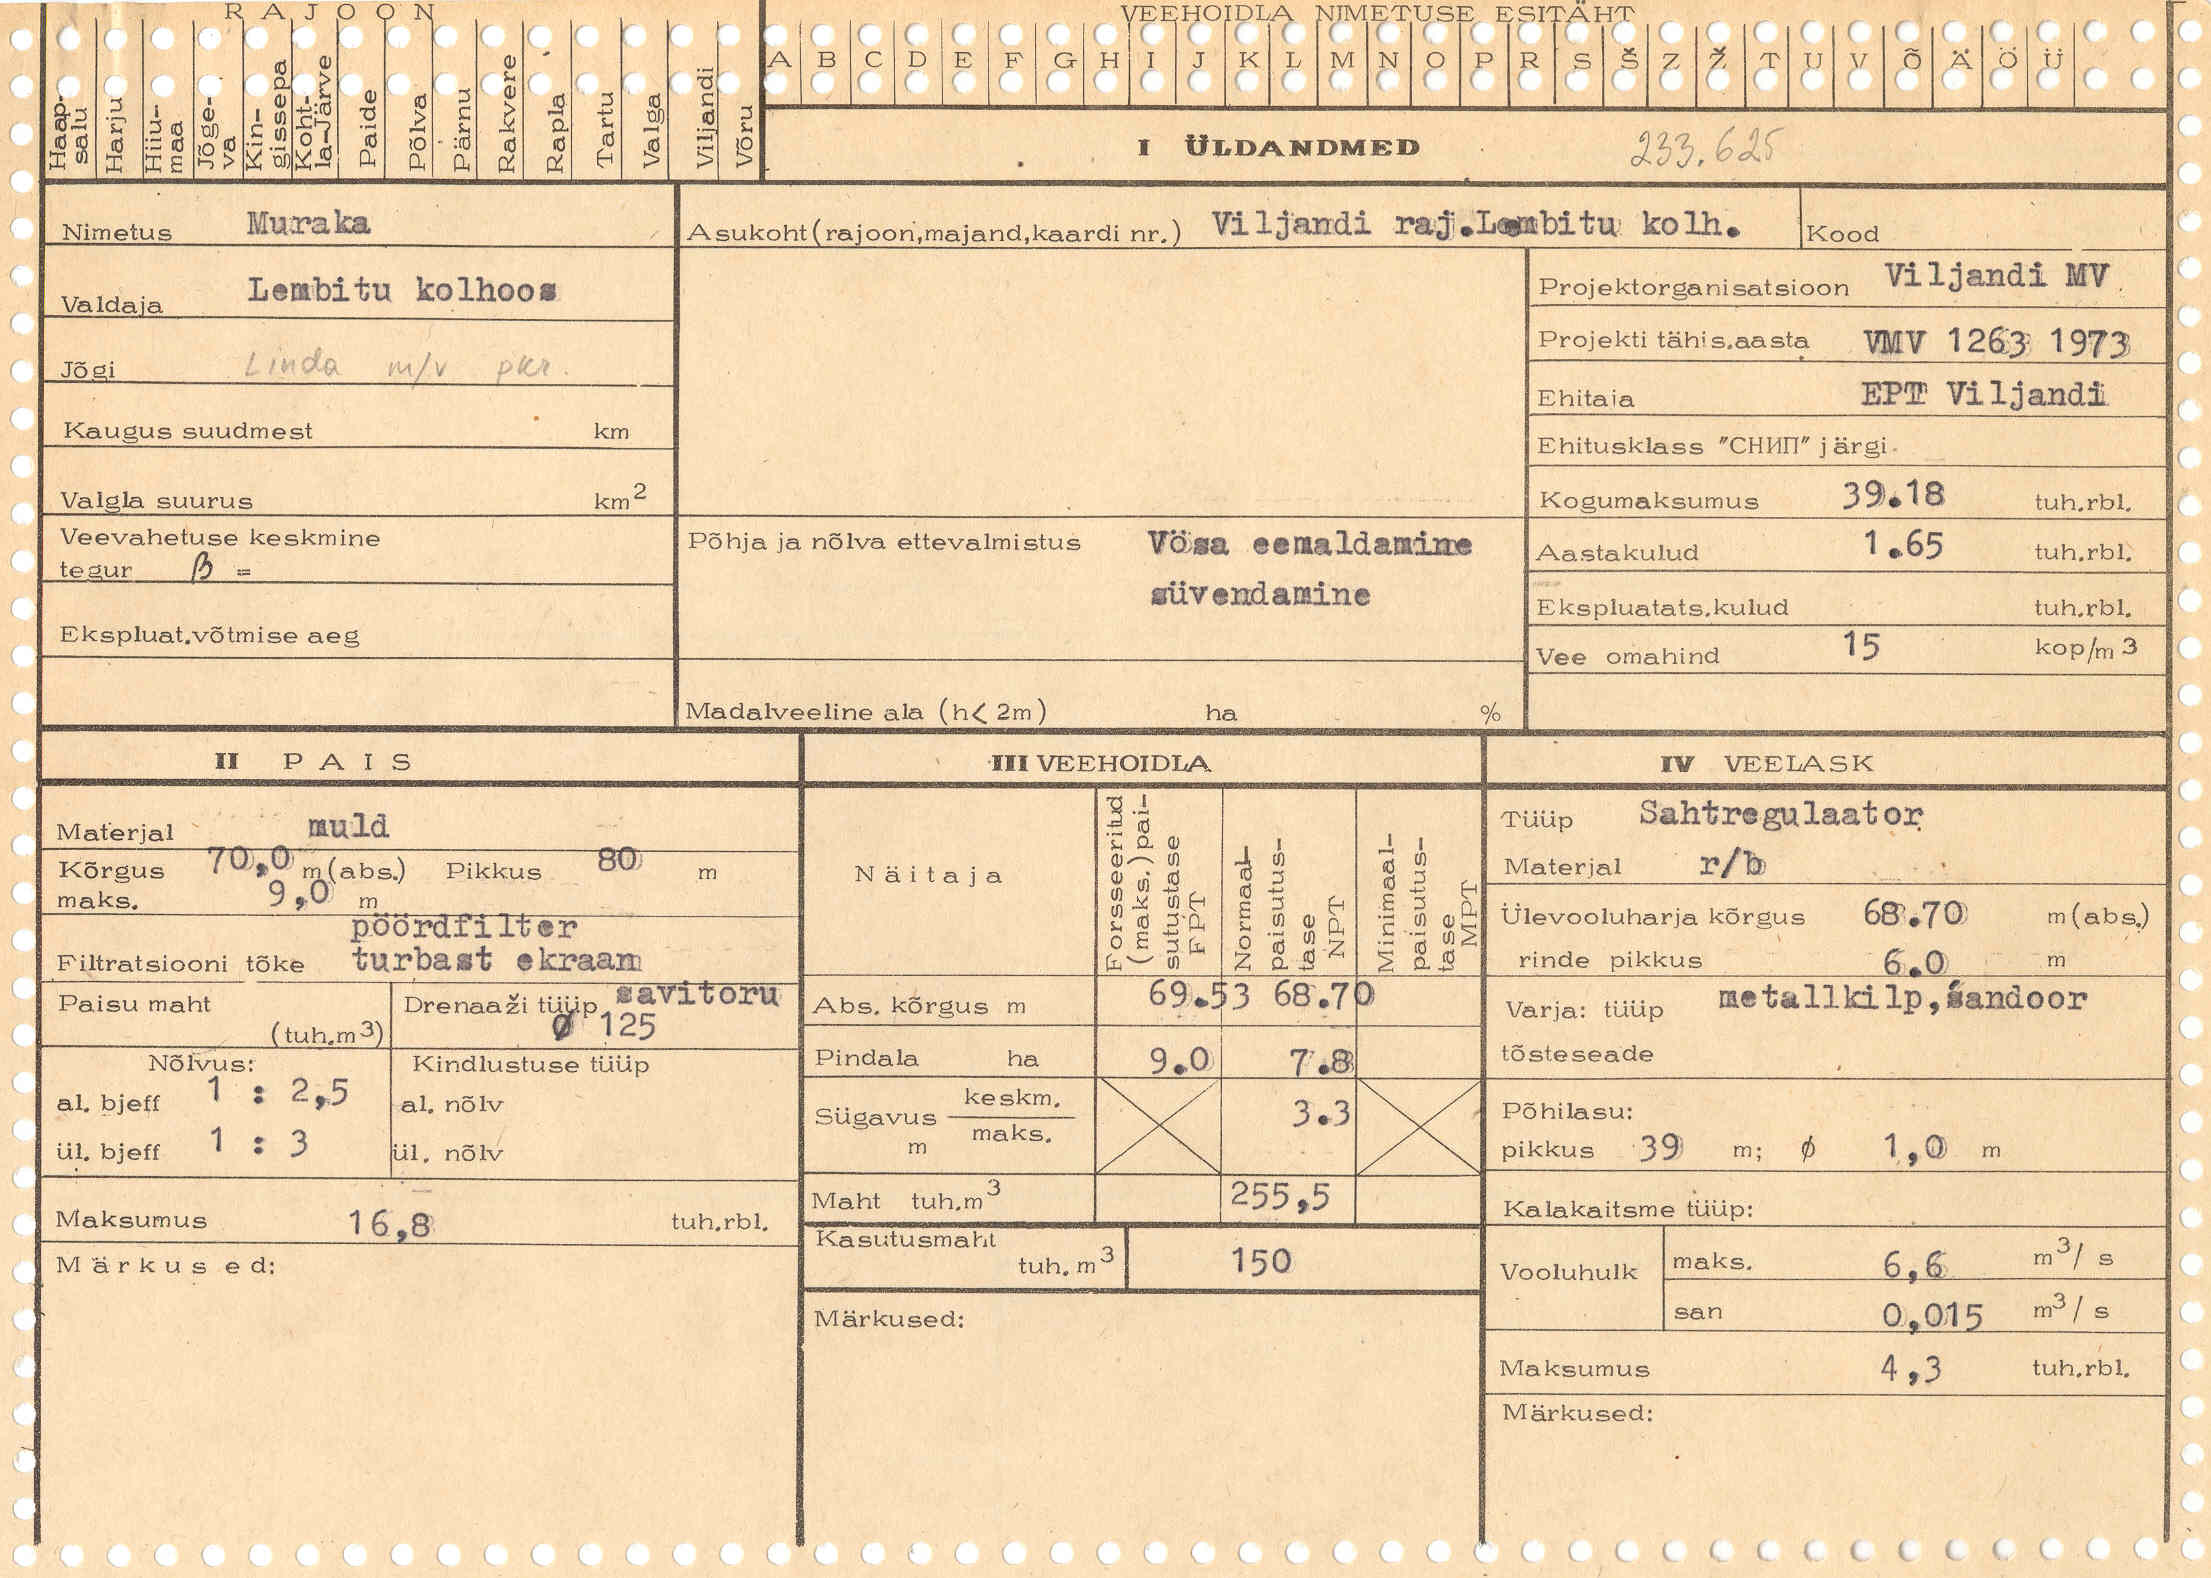 RAJOON
VEEHOIDLA NIMETUSE ESITÄHT
Haap-salu Harju Hiiu-maa Jõge-va Kin-gissepa Koht-la-Järve Paide Põlva Pärnu Rakvere Rapla Tartu Valga Viljandi Võru
A B C D E F G H I J K L M N O P R S Š Z Ž T U V Õ Ä Ö Ü
I ÜLDANDMED 233.625
Nimetus Muraka
Asukoht(rajoon,majand,kaardi nr.) Viljandi raj.Lembitu kolh.
Kood
Valdaja Lembitu kolhoos
Jõgi Linda m/v pkr.
Kaugus suudmest km
Valgla suurus km2
Veevahetuse keskmine
tegur β =
Ekspluat.võtmise aeg
Põhja ja nõlva ettevalmistus Võsa eemaldamine
süvendamine
Madalveeline ala (h< 2m) ha %
Projektorganisatsioon Viljandi MV
Projekti tähis.aasta VMV 1263 1973
Ehitaja EPT Viljandi
Ehitusklass "СНИП" järgi
Kogumaksumus 39.18 tuh.rbl.
Aastakulud 1.65 tuh.rbl.
Ekspluatats.kulud tuh.rbl.
Vee omahind 15 kop/m3
II PAIS
Materjal muld
Kõrgus 70,0 m(abs.) Pikkus 80 m
maks. 9,0 m
pöördfilter
Filtratsiooni tõke turbast ekraan
Paisu maht
(tuh.m3)
Drenaaži tüüp savitoru
ø 125
Nõlvus:
al. bjeff 1 : 2,5
ül. bjeff 1 : 3
Kindlustuse tüüp
al. nõlv
ül. nõlv
Maksumus 16,8 tuh.rbl.
Märkused:
III VEEHOIDLA
Näitaja
Forsseeritud (maks.) pai-sutustase FPT
Normaal-paisutus-tase NPT
Minimaal-paisutus-tase MPT
Abs. kõrgus m 69.53 68.70
Pindala ha 9.0 7.8
Sügavus m keskm. 3.3
maks.
Maht tuh.m3 255,5
Kasutusmaht
tuh.m3 150
Märkused:
IV VEELASK
Tüüp Sahtregulaator
Materjal r/b
Ülevooluharja kõrgus 68.70 m(abs.)
rinde pikkus 6.0 m
Varja: tüüp metallkilp,šandoor
tõsteseade
Põhilasu:
pikkus 39 m; ø 1,0 m
Kalakaitsme tüüp:
Vooluhulk maks. 6,6 m3/s
san 0,015 m3/s
Maksumus 4,3 tuh.rbl.
Märkused: